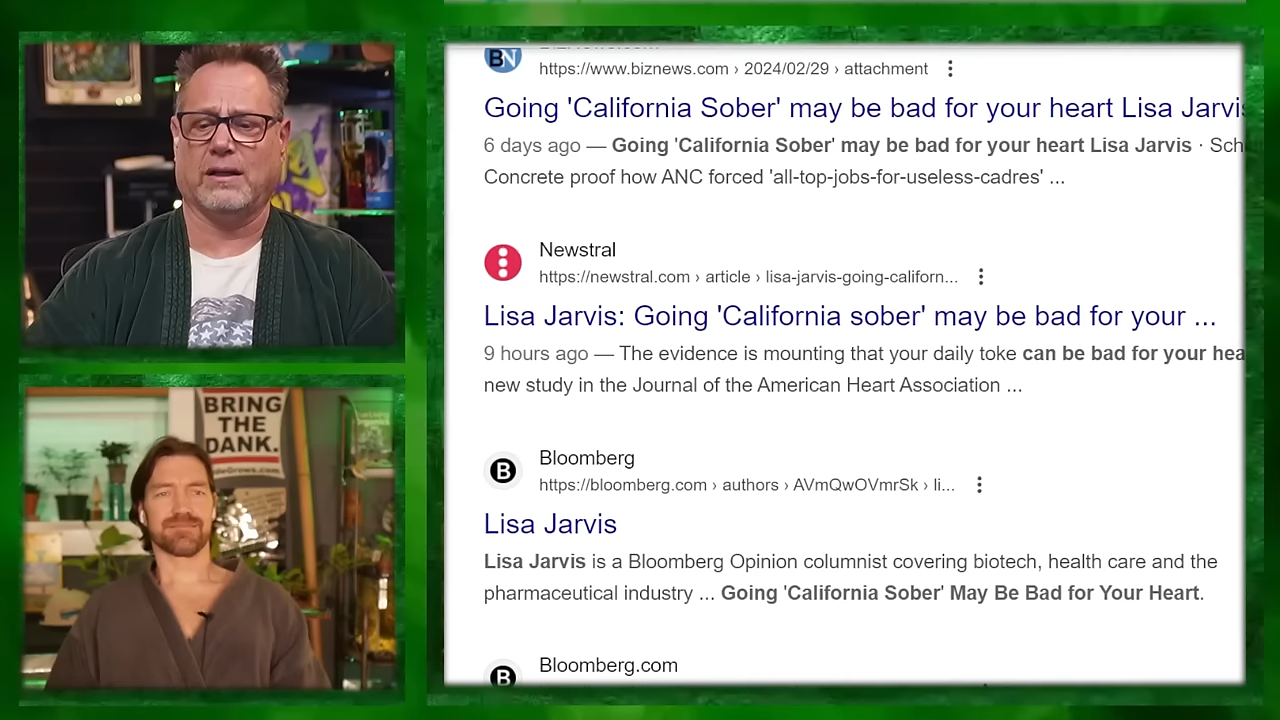 BN
https://www.biznews.com › 2024/02/29 › attachment
Going 'California Sober' may be bad for your heart Lisa Jarvis
6 days ago — Going 'California Sober' may be bad for your heart Lisa Jarvis · Sch
Concrete proof how ANC forced 'all-top-jobs-for-useless-cadres' ...
Newstral
https://newstral.com › article › lisa-jarvis-going-californ...
Lisa Jarvis: Going 'California sober' may be bad for your ...
9 hours ago — The evidence is mounting that your daily toke can be bad for your hea
new study in the Journal of the American Heart Association ...
B
Bloomberg
https://bloomberg.com › authors › AVmQwOVmrSk › li...
Lisa Jarvis
Lisa Jarvis is a Bloomberg Opinion columnist covering biotech, health care and the
pharmaceutical industry ... Going 'California Sober' May Be Bad for Your Heart.
B
Bloomberg.com
BRING
THE
DANK.